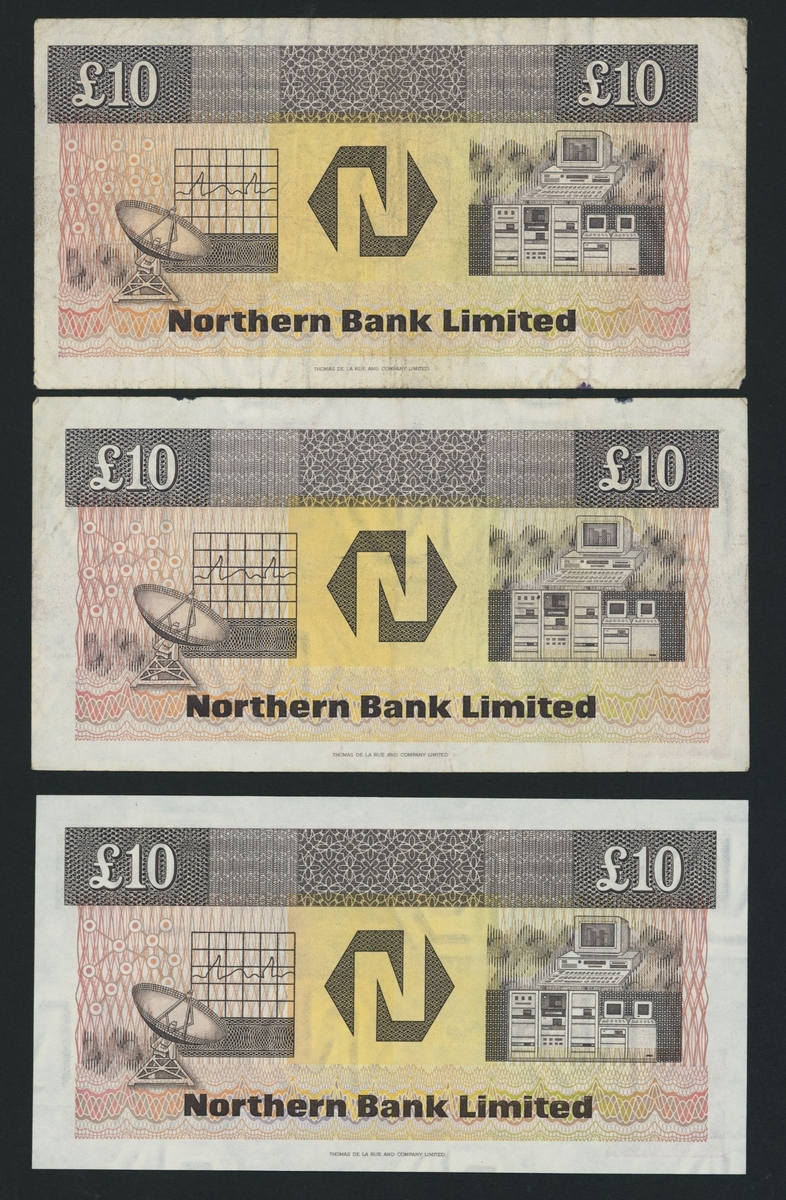 £10 £10
N
Northern Bank Limited
THOMAS DE LA RUE AND COMPANY LIMITED
£10 £10
N
Northern Bank Limited
THOMAS DE LA RUE AND COMPANY LIMITED
£10 £10
N
Northern Bank Limited
THOMAS DE LA RUE AND COMPANY LIMITED